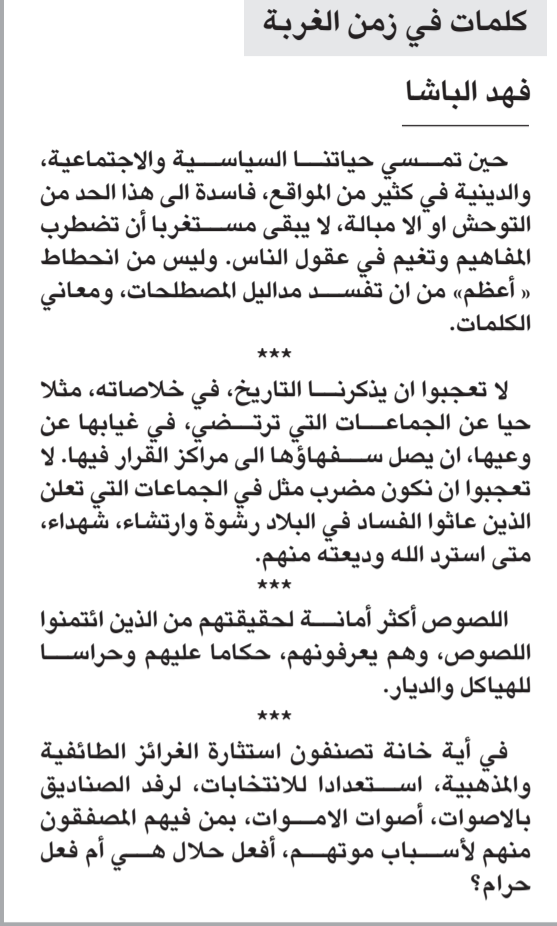 كلمات في زمن الغربة
فهد الباشا
حين تمسي حياتنا السياسية والاجتماعية،
والدينية في كثير من المواقع، فاسدة الى هذا الحد من
التوحش او الا مبالة، لا يبقى مستغربا أن تضطرب
المفاهيم وتغيم في عقول الناس. وليس من انحطاط
« أعظم» من ان تفسد مداليل المصطلحات، ومعاني
الكلمات.
***
لا تعجبوا ان يذكرنا التاريخ، في خلاصاته، مثلا
حيا عن الجماعات التي ترتضي، في غيابها عن
وعيها، ان يصل سفهاؤها الى مراكز القرار فيها. لا
تعجبوا ان نكون مضرب مثل في الجماعات التي تعلن
الذين عاثوا الفساد في البلاد رشوة وارتشاء، شهداء،
متى استرد الله وديعته منهم.
***
اللصوص أكثر أمانة لحقيقتهم من الذين ائتمنوا
اللصوص، وهم يعرفونهم، حكاما عليهم وحراسا
للهياكل والديار.
***
في أية خانة تصنفون استثارة الغرائز الطائفية
والمذهبية، استعدادا للانتخابات، لرفد الصناديق
بالاصوات، أصوات الاموات، بمن فيهم المصفقون
منهم لأسباب موتهم، أفعل حلال هي أم فعل
حرام؟